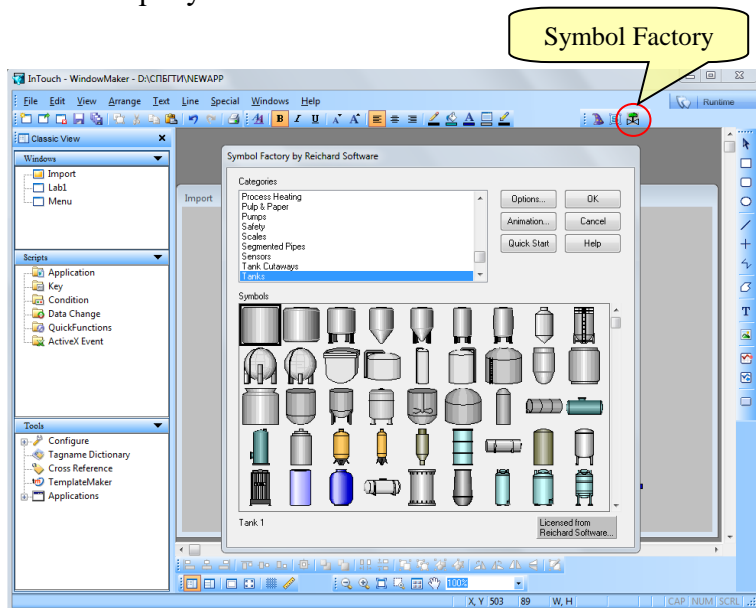 Symbol Factory
InTouch - WindowMaker - D:\СПБГТИ\NEWAPP
File Edit View Arrange Text Line Special Windows Help
Runtime
B I U A A A
Classic View
Windows
Import
Lab1
Menu
Scripts
Application
Key
Condition
Data Change
QuickFunctions
ActiveX Event
Tools
Configure
Tagname Dictionary
Cross Reference
TemplateMaker
Applications
Import
Symbol Factory by Reichard Software
Categories
Process Heating
Pulp & Paper
Pumps
Safety
Scales
Segmented Pipes
Sensors
Tank Cutaways
Tanks
Options... OK
Animation... Cancel
Quick Start Help
Symbols
Tank 1
Licensed from
Reichard Software...
T
100%
X, Y 503 89 W, H CAP NUM SCRL